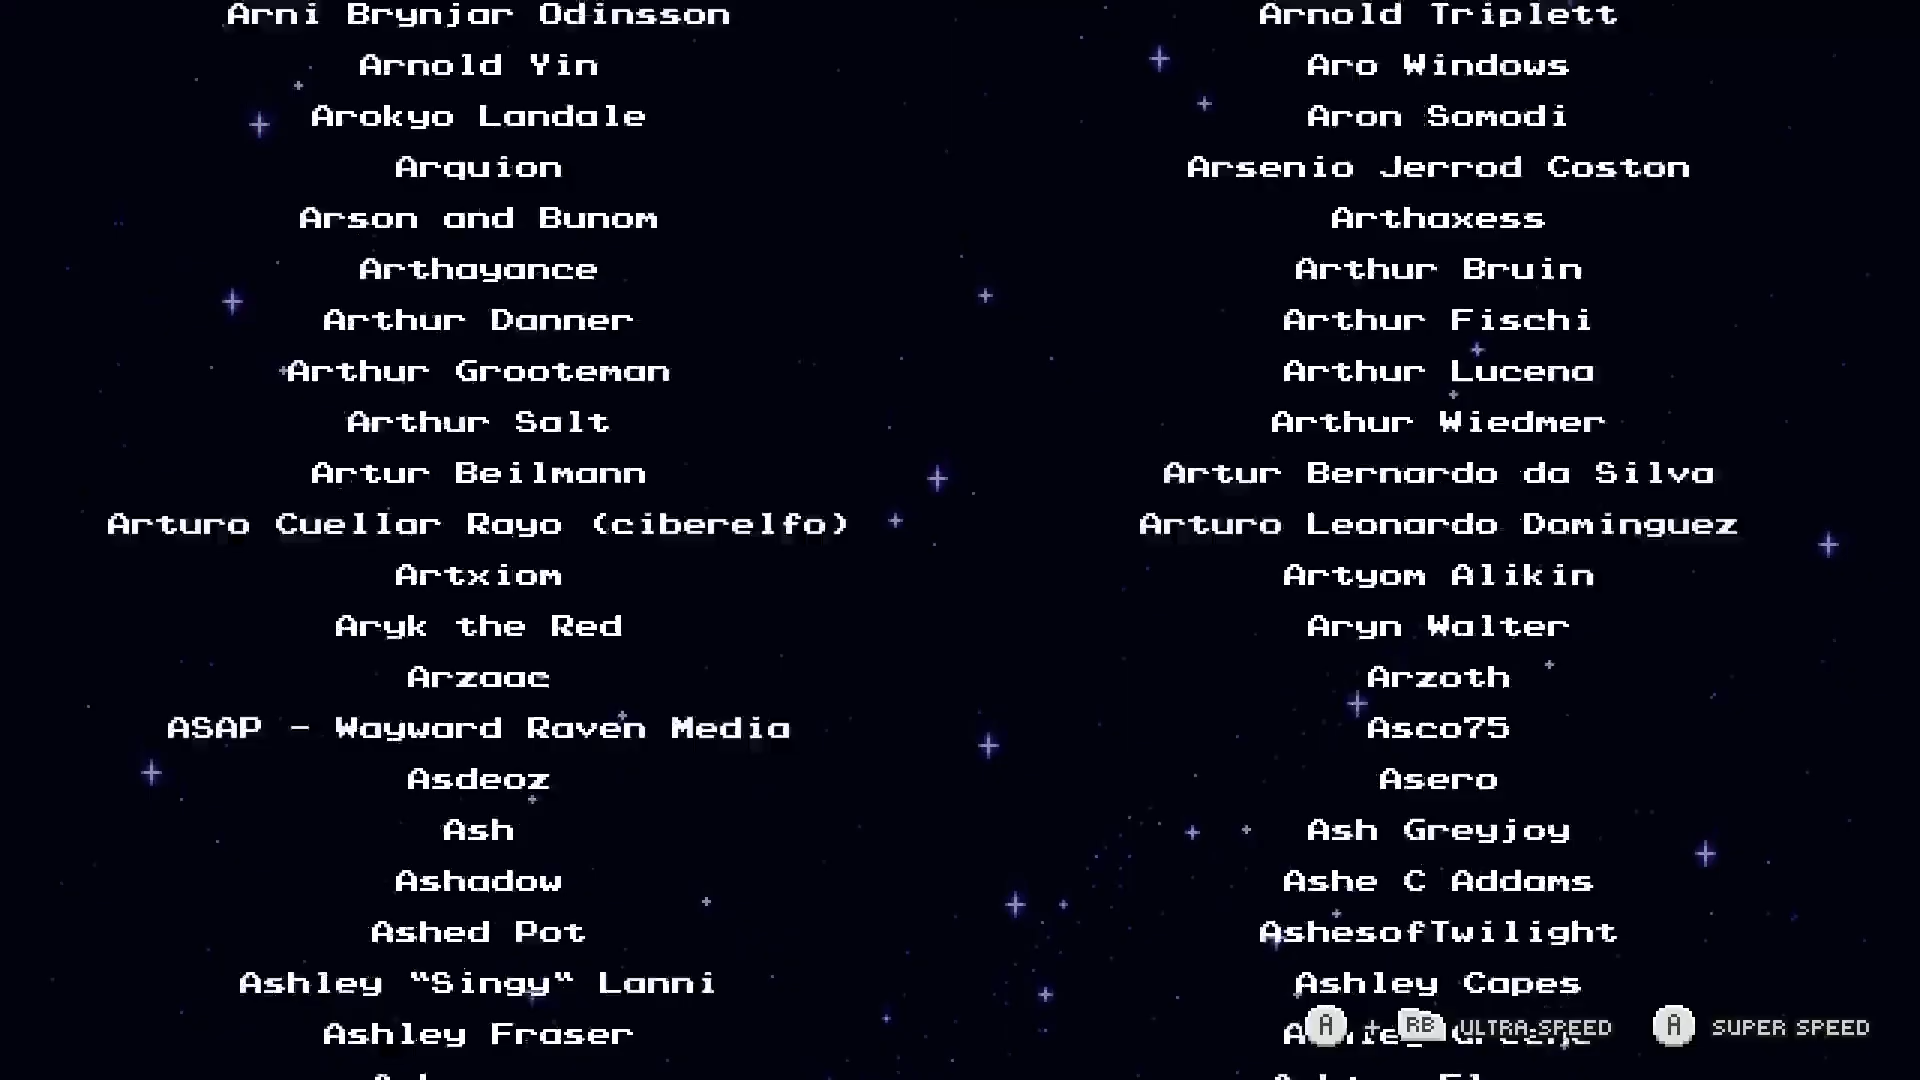 Arni Brynjar Odinsson
Arnold Triplett
Arnold Yin
Aro Windows
Arokyo Landale
Aron Somodi
Arquion
Arsenio Jerrod Coston
Arson and Bunom
Arthaxess
Arthayance
Arthur Bruin
Arthur Danner
Arthur Fischi
Arthur Grooteman
Arthur Lucena
Arthur Salt
Arthur Wiedmer
Artur Beilmann
Artur Bernardo da Silva
Arturo Cuellar Rayo (ciberelfo)
Arturo Leonardo Dominguez
Artxiom
Artyom Alikin
Aryk the Red
Aryn Walter
Arzaac
Arzoth
ASAP - Wayward Raven Media
Asco75
Asdeoz
Asero
Ash
Ash Greyjoy
Ashadow
Ashe C Addams
Ashed Pot
AshesofTwilight
Ashley "Singy" Lanni
Ashley Capes
Ashley Fraser
A + RB ULTRA SPEED A SUPER SPEED